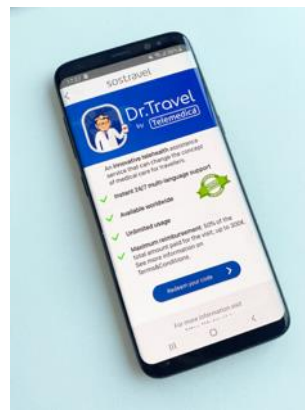 sostravel
Dr.Travel
by Telemedica
An innovative telehealth assistance
service that can change the concept
of medical care for travellers.
Instant 24/7 multi-language support
Available worldwide
Unlimited usage
Maximum reimbursement: 50% of the
total amount paid for the visit, up to 200€.
See more information on
Terms&Conditions.
Redeem your code
For more information visit